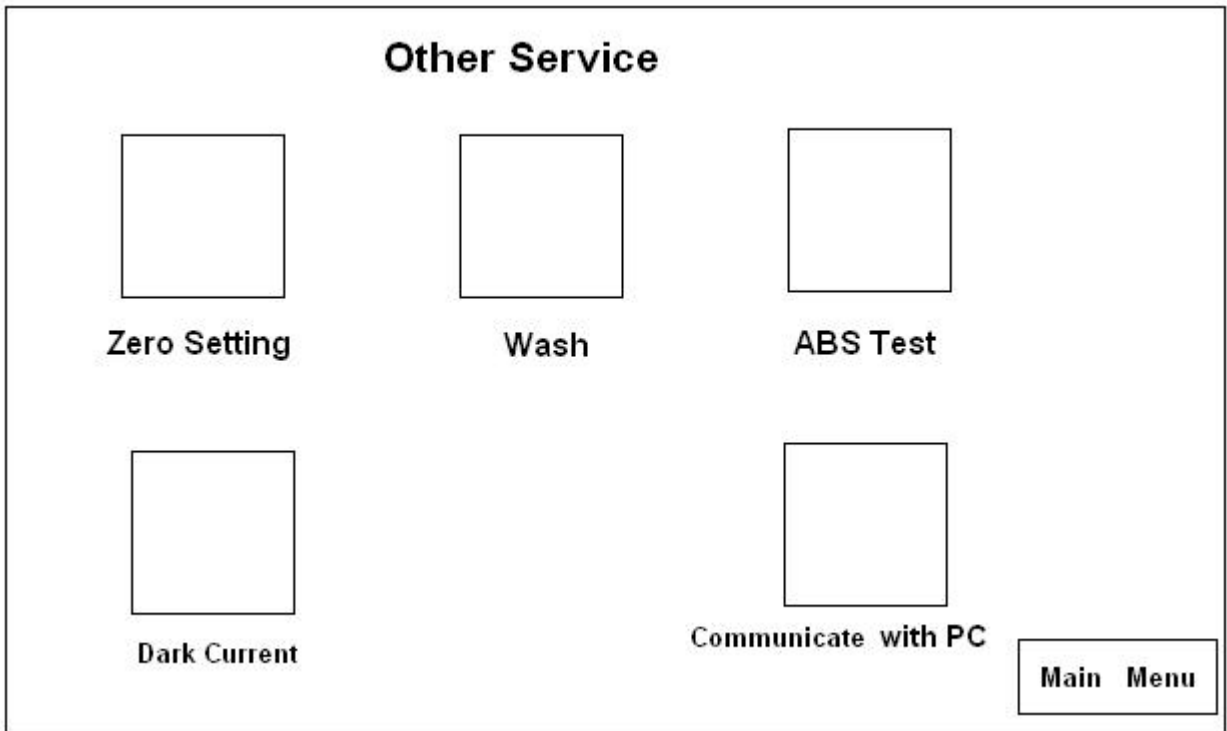 Other Service
Zero Setting
Wash
ABS Test
Dark Current
Communicate with PC
Main Menu